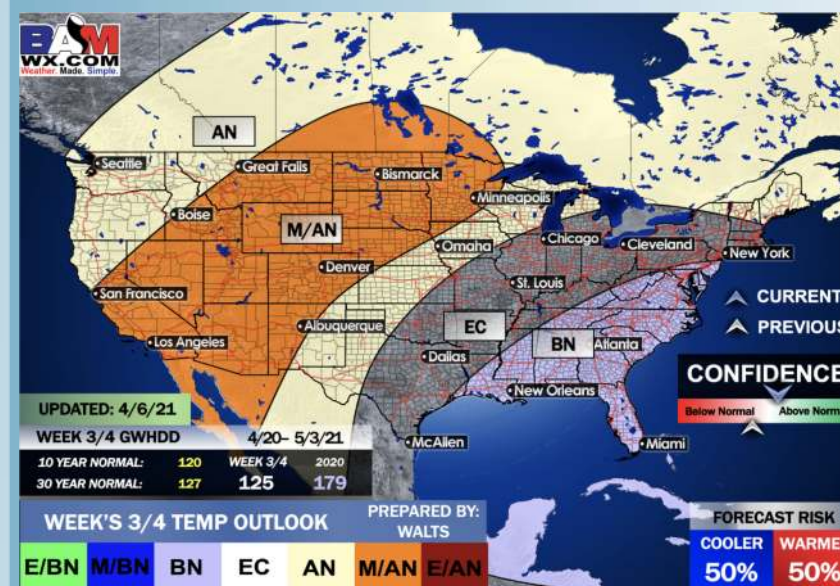 BAM
WX.COM
Weather. Made. Simple.
AN
Seattle
Great Falls
Bismarck
Minneapolis
Boise
M/AN
Omaha
Chicago
Cleveland
New York
Denver
St. Louis
San Francisco
CURRENT
Albuquerque
EC
PREVIOUS
Los Angeles
BN
Atlanta
Dallas
CONFIDENCE
New Orleans
Below Normal
Above Norm
McAllen
Miami
UPDATED: 4/6/21
WEEK 3/4 GWHDD 4/20– 5/3/21
10 YEAR NORMAL: 120 WEEK 3/4 2020
30 YEAR NORMAL: 127 125 179
WEEK'S 3/4 TEMP OUTLOOK
PREPARED BY:
WALTS
E/BN M/BN BN EC AN M/AN E/AN
FORECAST RISK
COOLER WARME
50% 50%